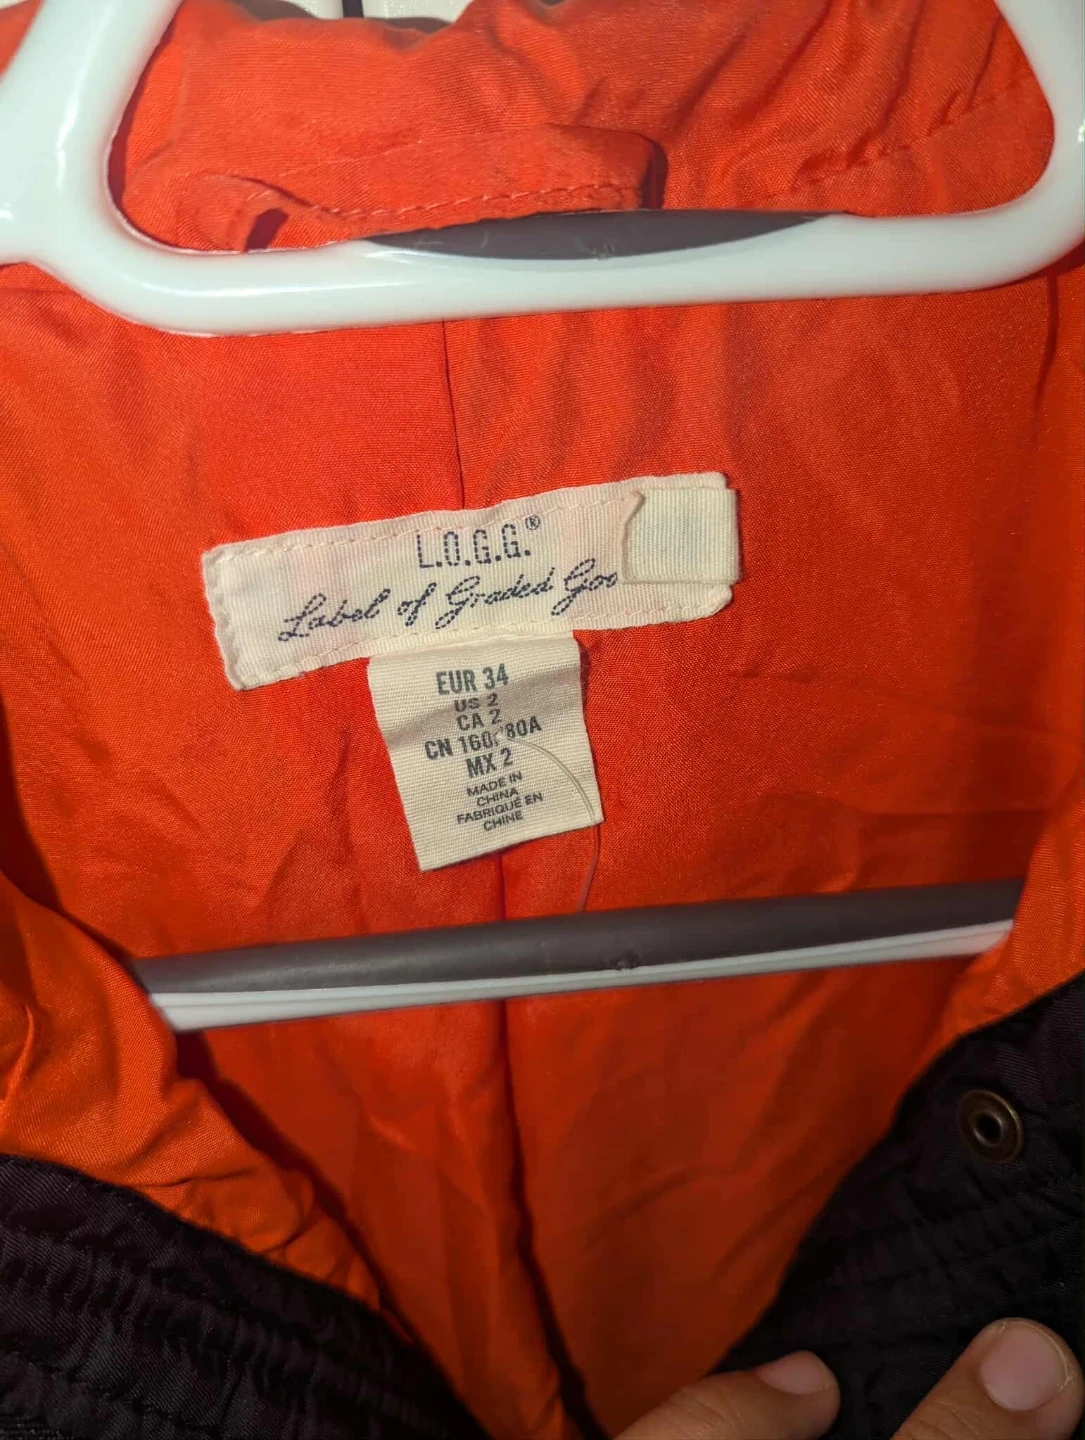 L.O.G.G.®
Label of Graded Goo
EUR 34
US 2
CA 2
CN 160/80A
MX 2
MADE IN
CHINA
FABRIQUÉ EN
CHINE